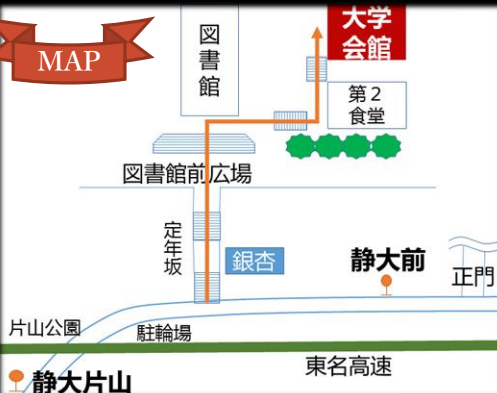 MAP
図書館
大学
会館
第２
食堂
図書館前広場
定年坂
銀杏
静大前
正門
片山公園
駐輪場
東名高速
静大片山